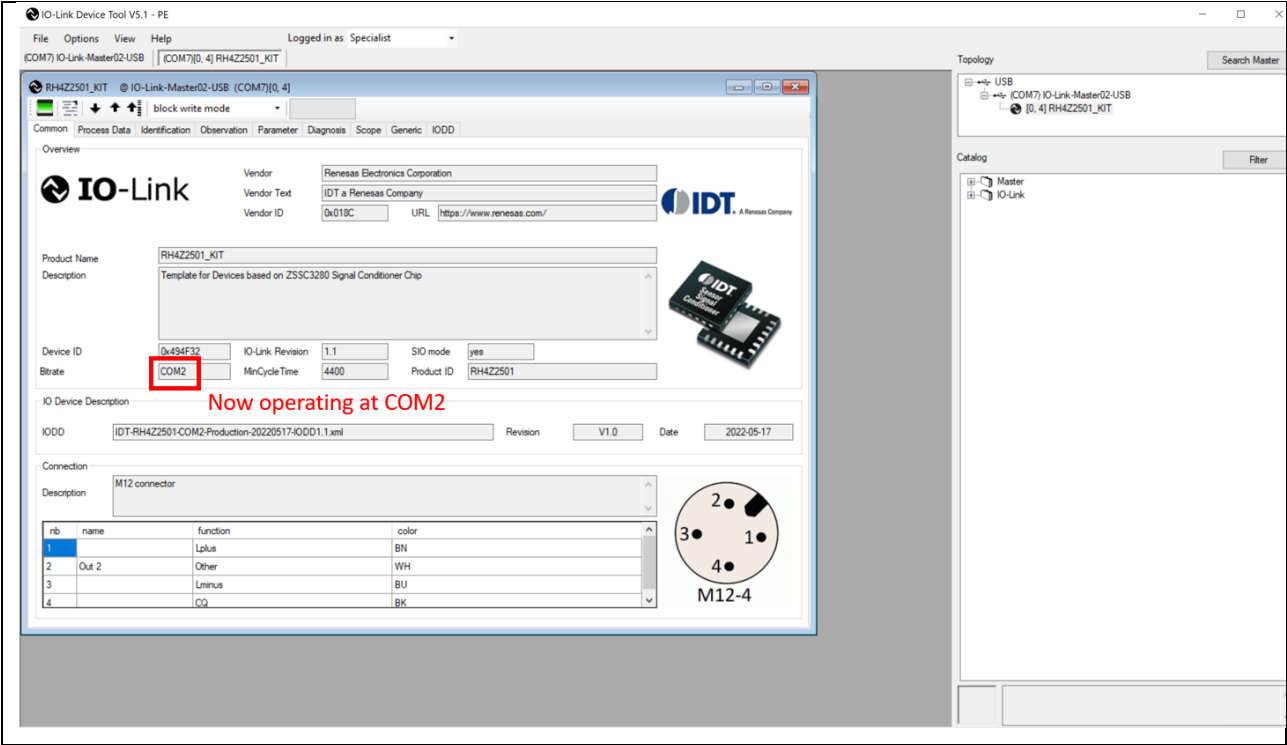 IO-Link Device Tool V5.1 - PE
File Options View Help Logged in as Specialist
(COM7) IO-Link-Master02-USB (COM7)[0, 4] RH4Z2501_KIT
Topology Search Master
USB
(COM7) IO-Link-Master02-USB
[0, 4] RH4Z2501_KIT
Catalog Filter
Master
IO-Link
RH4Z2501_KIT @ IO-Link-Master02-USB (COM7)[0, 4]
block write mode
Common Process Data Identification Observation Parameter Diagnosis Scope Generic IODD
Overview
IO-Link
Vendor Renesas Electronics Corporation
Vendor Text IDT a Renesas Company
Vendor ID 0x018C URL https://www.renesas.com/
IDT. A Renesas Company
Product Name RH4Z2501_KIT
Description Template for Devices based on ZSSC3280 Signal Conditioner Chip
IDT
Sensor
Signal
Conditioner
Device ID 0x494F32 IO-Link Revision 1.1 SIO mode yes
Bitrate COM2 MinCycleTime 4400 Product ID RH4Z2501
Now operating at COM2
IO Device Description
IODD IDT-RH4Z2501-COM2-Production-20220517-IODD1.1.xml Revision V1.0 Date 2022-05-17
Connection
Description M12 connector
nb name function color
1 Lplus BN
2 Out 2 Other WH
3 Lminus BU
4 CQ BK
2
3 1
4
M12-4